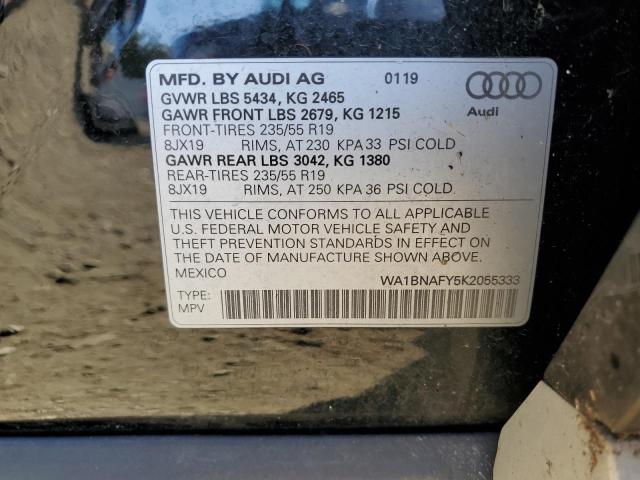 MFD. BY AUDI AG 0119
GVWR LBS 5434, KG 2465
GAWR FRONT LBS 2679, KG 1215
FRONT-TIRES 235/55 R19
8JX19 RIMS, AT 230 KPA 33 PSI COLD
GAWR REAR LBS 3042, KG 1380
REAR-TIRES 235/55 R19
8JX19 RIMS, AT 250 KPA 36 PSI COLD
Audi
THIS VEHICLE CONFORMS TO ALL APPLICABLE
U.S. FEDERAL MOTOR VEHICLE SAFETY AND
THEFT PREVENTION STANDARDS IN EFFECT ON
THE DATE OF MANUFACTURE SHOWN ABOVE.
MEXICO
WA1BNAFY5K2055333
TYPE:
MPV